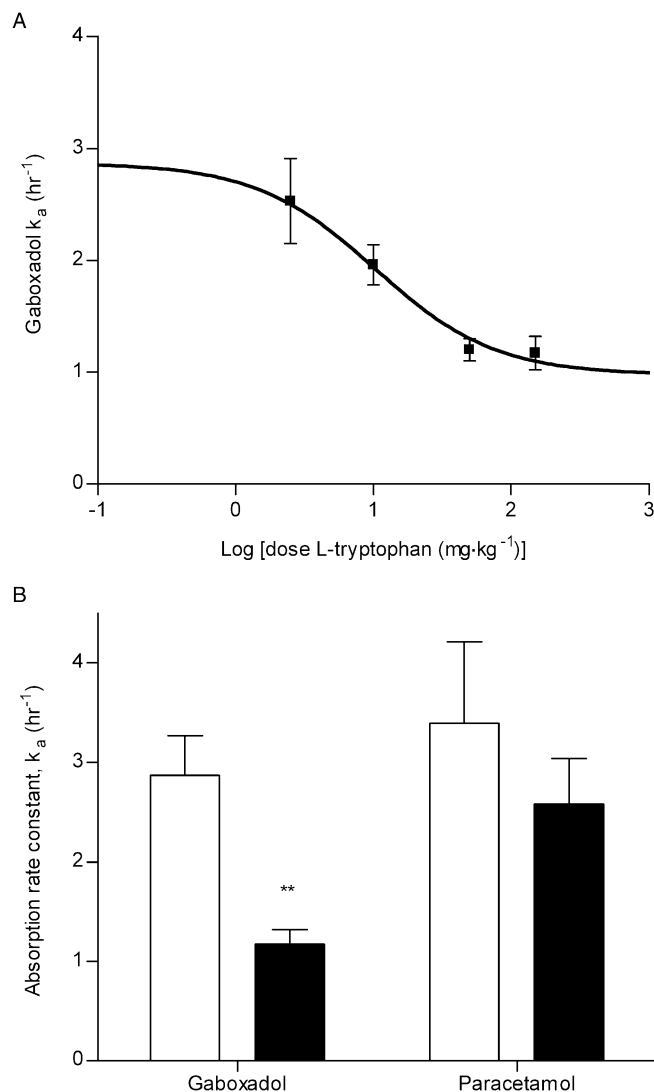 A
4
3
2
1
0
Gaboxadol kₐ (hr⁻¹)
-1 0 1 2 3
Log [dose L-tryptophan (mg·kg⁻¹)]
B
4
3
2
1
0
Absorption rate constant, kₐ (hr⁻¹)
**
Gaboxadol Paracetamol